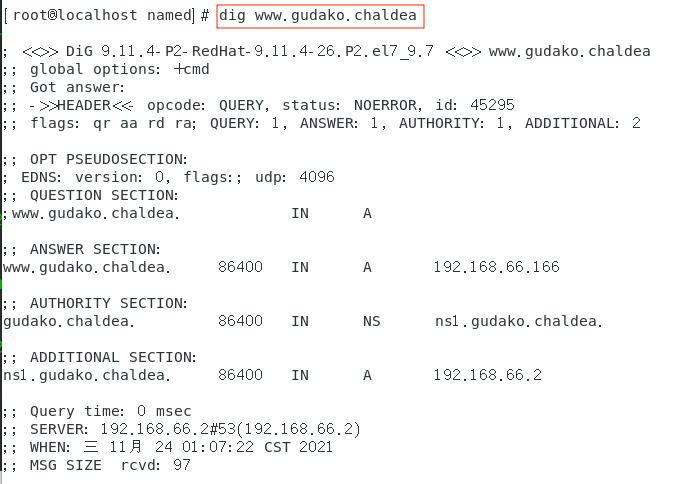 [root@localhost named]# dig www.gudako.chaldea
; <<>> DiG 9.11.4-P2-RedHat-9.11.4-26.P2.el7_9.7 <<>> www.gudako.chaldea
;; global options: +cmd
;; Got answer:
;; ->>HEADER<<- opcode: QUERY, status: NOERROR, id: 45295
;; flags: qr aa rd ra; QUERY: 1, ANSWER: 1, AUTHORITY: 1, ADDITIONAL: 2
;; OPT PSEUDOSECTION:
; EDNS: version: 0, flags:; udp: 4096
;; QUESTION SECTION:
;www.gudako.chaldea. IN A
;; ANSWER SECTION:
www.gudako.chaldea. 86400 IN A 192.168.66.166
;; AUTHORITY SECTION:
gudako.chaldea. 86400 IN NS ns1.gudako.chaldea.
;; ADDITIONAL SECTION:
ns1.gudako.chaldea. 86400 IN A 192.168.66.2
;; Query time: 0 msec
;; SERVER: 192.168.66.2#53(192.168.66.2)
;; WHEN: 三 11月 24 01:07:22 CST 2021
;; MSG SIZE rcvd: 97